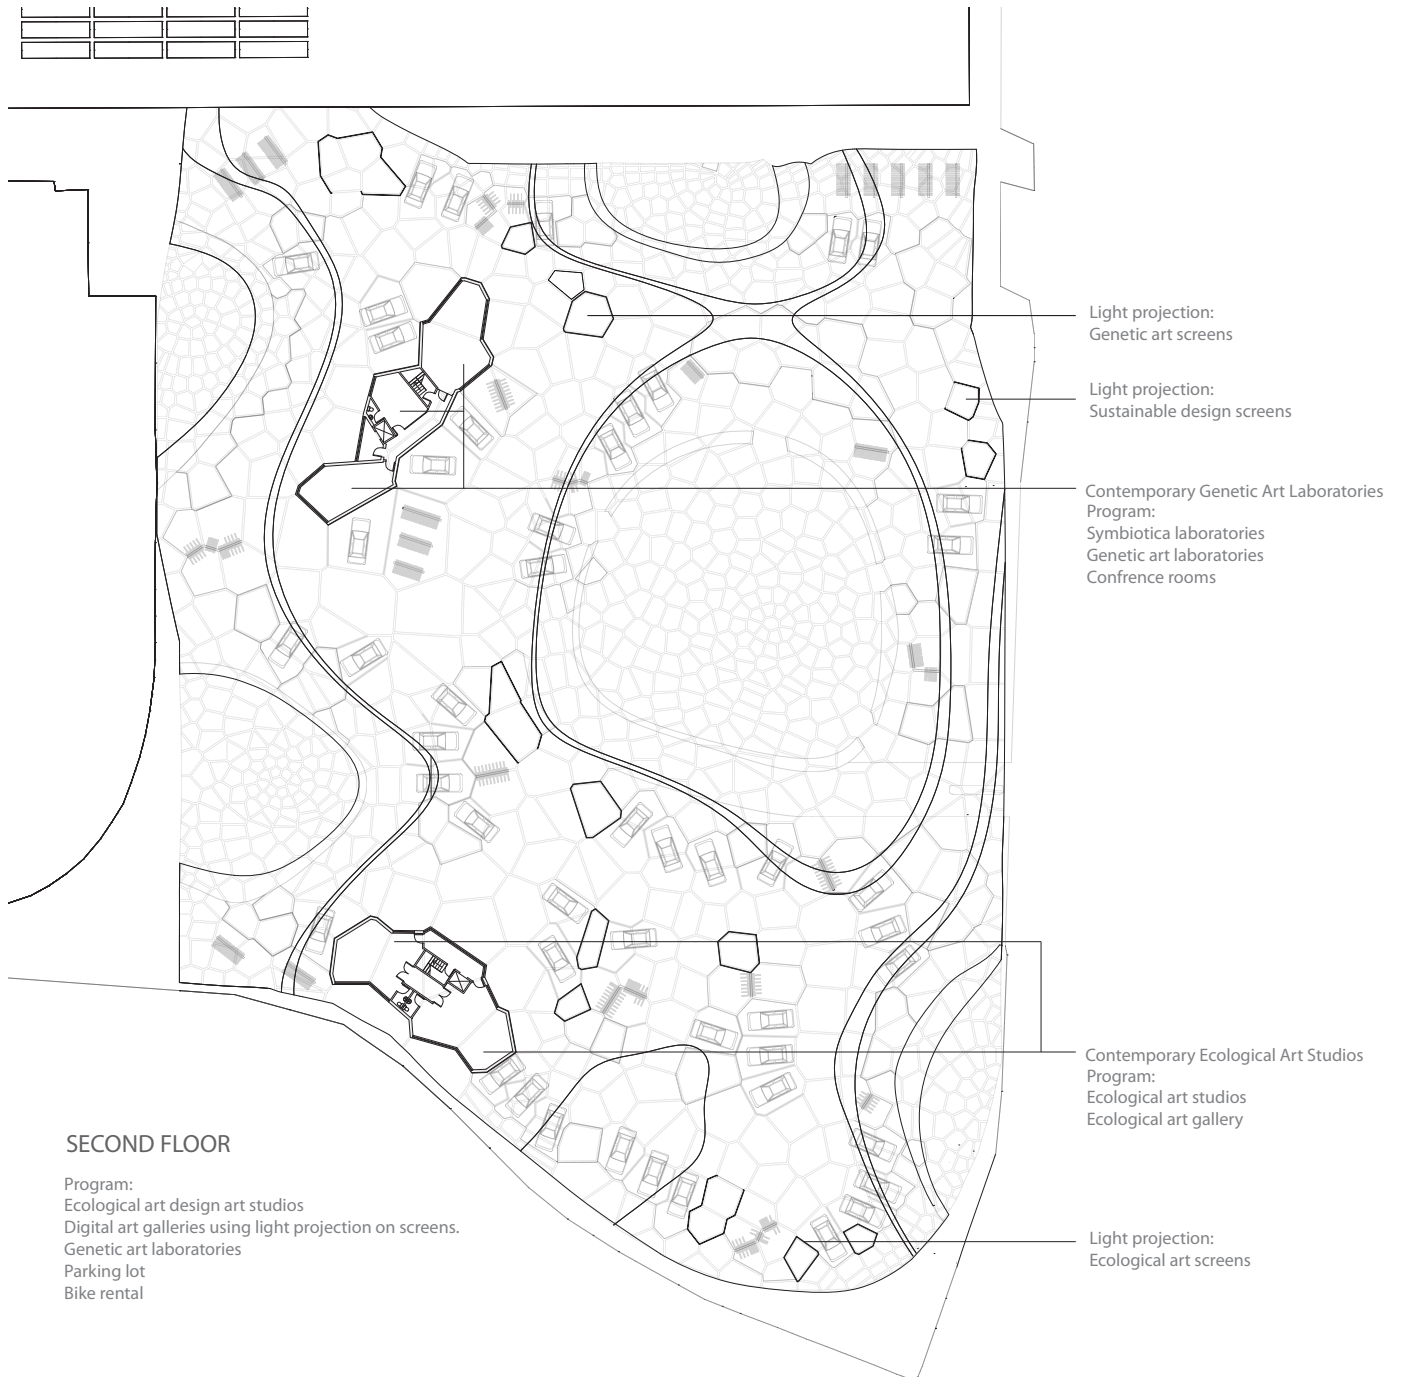 Light projection:
Genetic art screens
Light projection:
Sustainable design screens
Contemporary Genetic Art Laboratories
Program:
Symbiotica laboratories
Genetic art laboratories
Confrence rooms
Contemporary Ecological Art Studios
Program:
Ecological art studios
Ecological art gallery
SECOND FLOOR
Program:
Ecological art design art studios
Digital art galleries using light projection on screens.
Genetic art laboratories
Parking lot
Bike rental
Light projection:
Ecological art screens